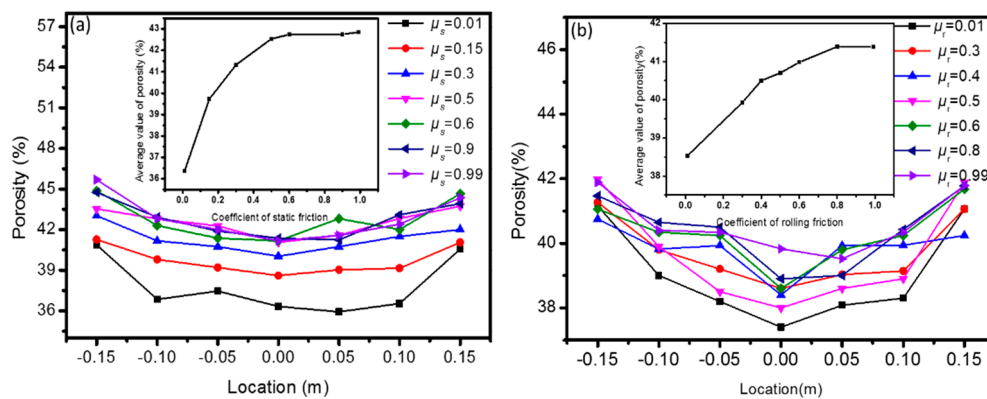 (a)
57
54
51
48
45
42
39
36
Porosity (%)
-0.15 -0.10 -0.05 0.00 0.05 0.10 0.15
Location (m)
43
42
41
40
39
38
37
36
Average value of porosity (%)
0.0 0.2 0.4 0.6 0.8 1.0
Coefficient of static friction
μs=0.01
μs=0.15
μs=0.3
μs=0.5
μs=0.6
μs=0.9
μs=0.99
(b)
46
44
42
40
38
Porosity(%)
-0.15 -0.10 -0.05 0.00 0.05 0.10 0.15
Location(m)
42
41
40
39
38
Average value of porosity(%)
0.0 0.2 0.4 0.6 0.8 1.0
Coefficient of rolling friction
μr=0.01
μr=0.3
μr=0.4
μr=0.5
μr=0.6
μr=0.8
μr=0.99